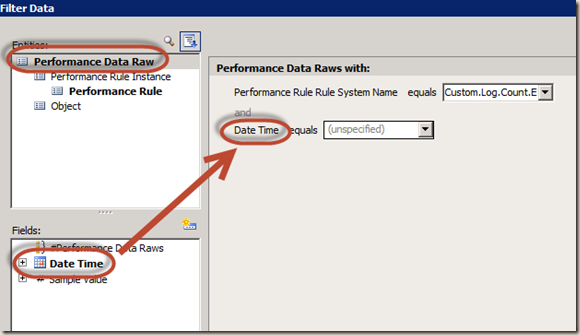 Filter Data
Entities:
Performance Data Raw
Performance Rule Instance
Performance Rule
Object
Fields:
#Performance Data Raws
Date Time
# Sample Value
Performance Data Raws with:
Performance Rule Rule System Name equals Custom.Log.Count.E
and
Date Time equals (unspecified)